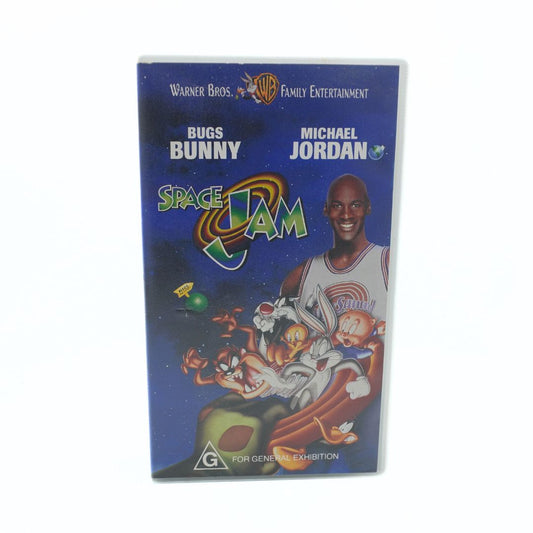 WARNER BROS. WB FAMILY ENTERTAINMENT
BUGS BUNNY
MICHAEL JORDAN
SPACE JAM
G FOR GENERAL EXHIBITION